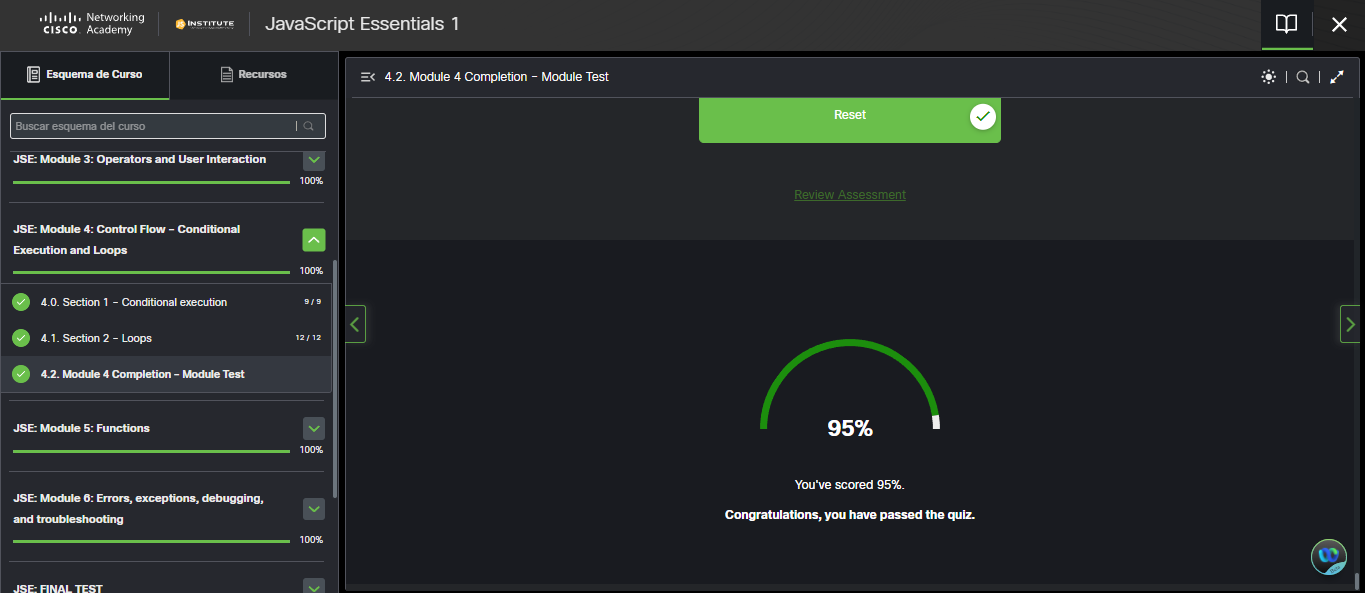 CISCO
Networking
Academy
INSTITUTE
JavaScript Essentials 1
Esquema de Curso
Recursos
Buscar esquema del curso
JSE: Module 3: Operators and User Interaction
100%
JSE: Module 4: Control Flow – Conditional
Execution and Loops
100%
4.0. Section 1 – Conditional execution
9 / 9
4.1. Section 2 – Loops
12 / 12
4.2. Module 4 Completion – Module Test
JSE: Module 5: Functions
100%
JSE: Module 6: Errors, exceptions, debugging,
and troubleshooting
100%
JSE: FINAL TEST
4.2. Module 4 Completion – Module Test
Reset
Review Assessment
95%
You've scored 95%.
Congratulations, you have passed the quiz.